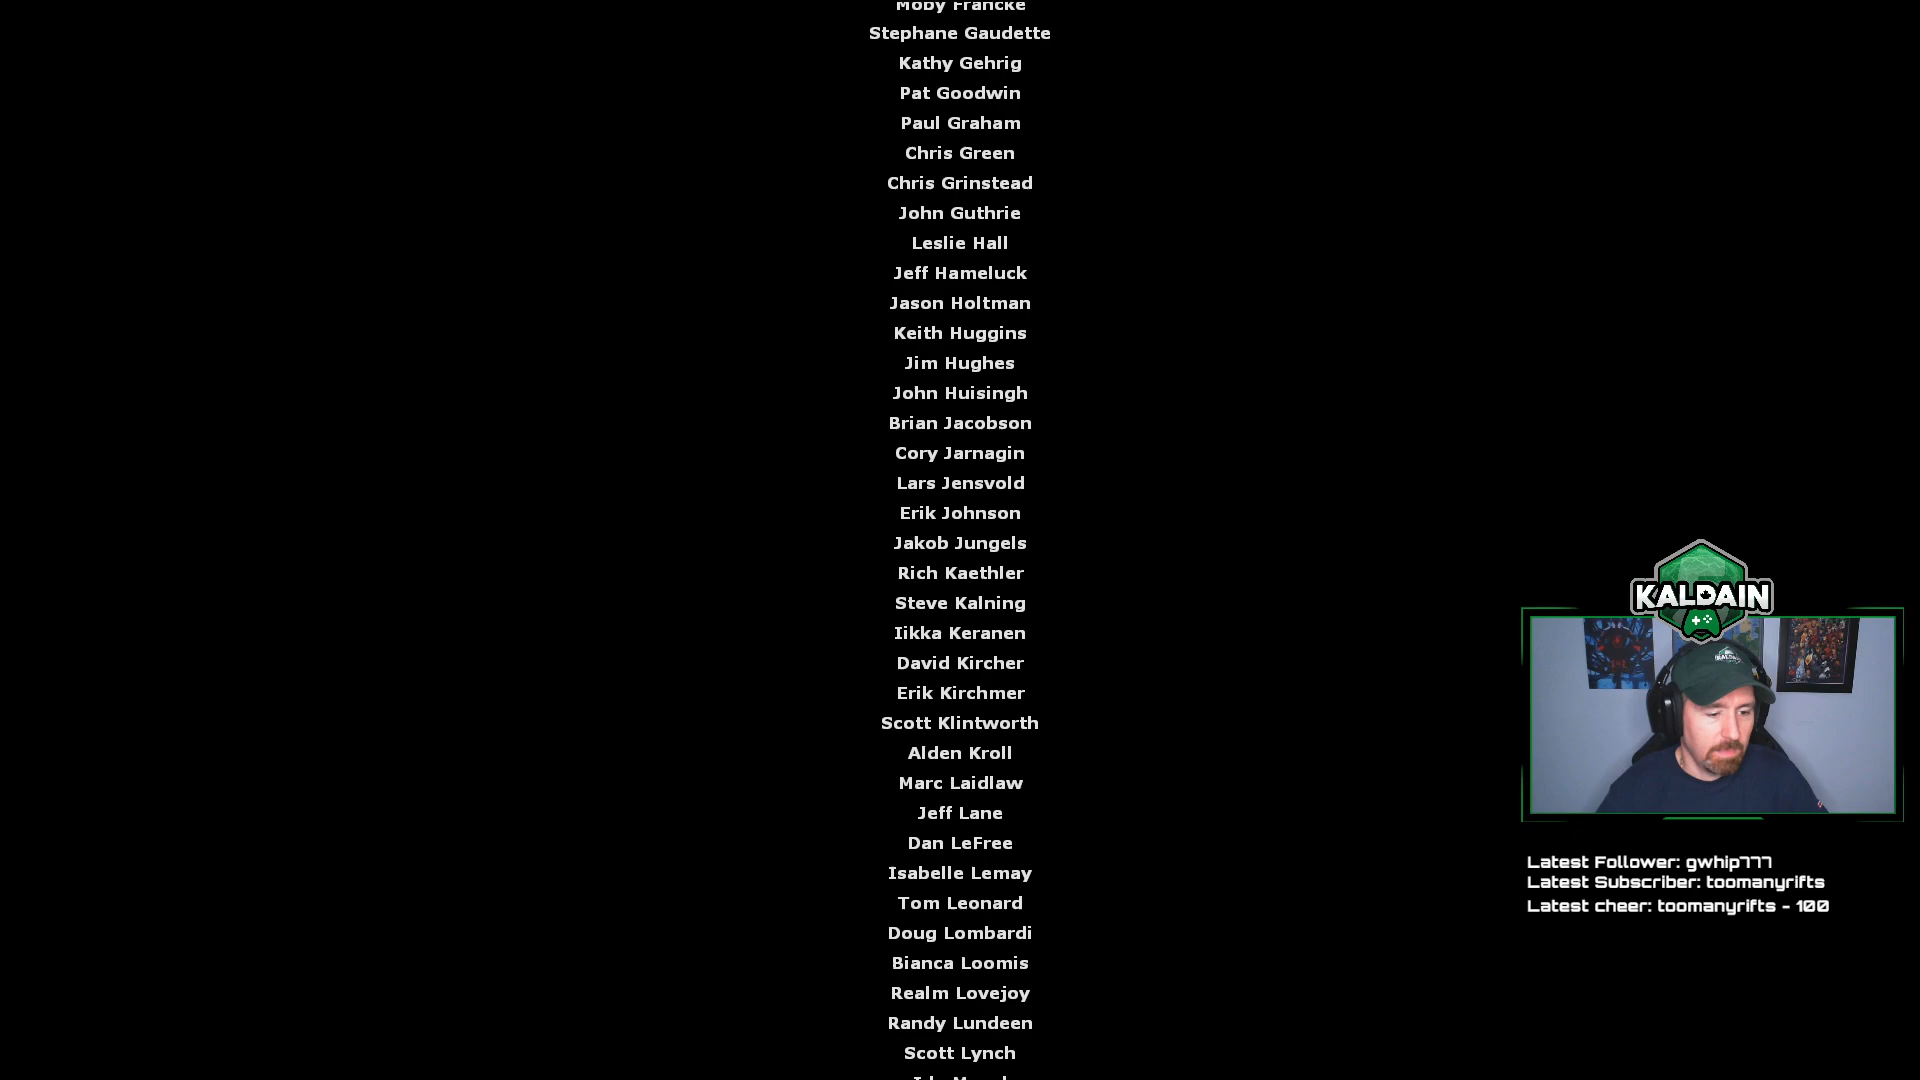 Moby Francke
Stephane Gaudette
Kathy Gehrig
Pat Goodwin
Paul Graham
Chris Green
Chris Grinstead
John Guthrie
Leslie Hall
Jeff Hameluck
Jason Holtman
Keith Huggins
Jim Hughes
John Huisingh
Brian Jacobson
Cory Jarnagin
Lars Jensvold
Erik Johnson
Jakob Jungels
Rich Kaethler
Steve Kalning
Iikka Keranen
David Kircher
Erik Kirchmer
Scott Klintworth
Alden Kroll
Marc Laidlaw
Jeff Lane
Dan LeFree
Isabelle Lemay
Tom Leonard
Doug Lombardi
Bianca Loomis
Realm Lovejoy
Randy Lundeen
Scott Lynch
KALDAIN
KALDAIN
Latest Follower: gwhip777
Latest Subscriber: toomanyrifts
Latest cheer: toomanyrifts - 100